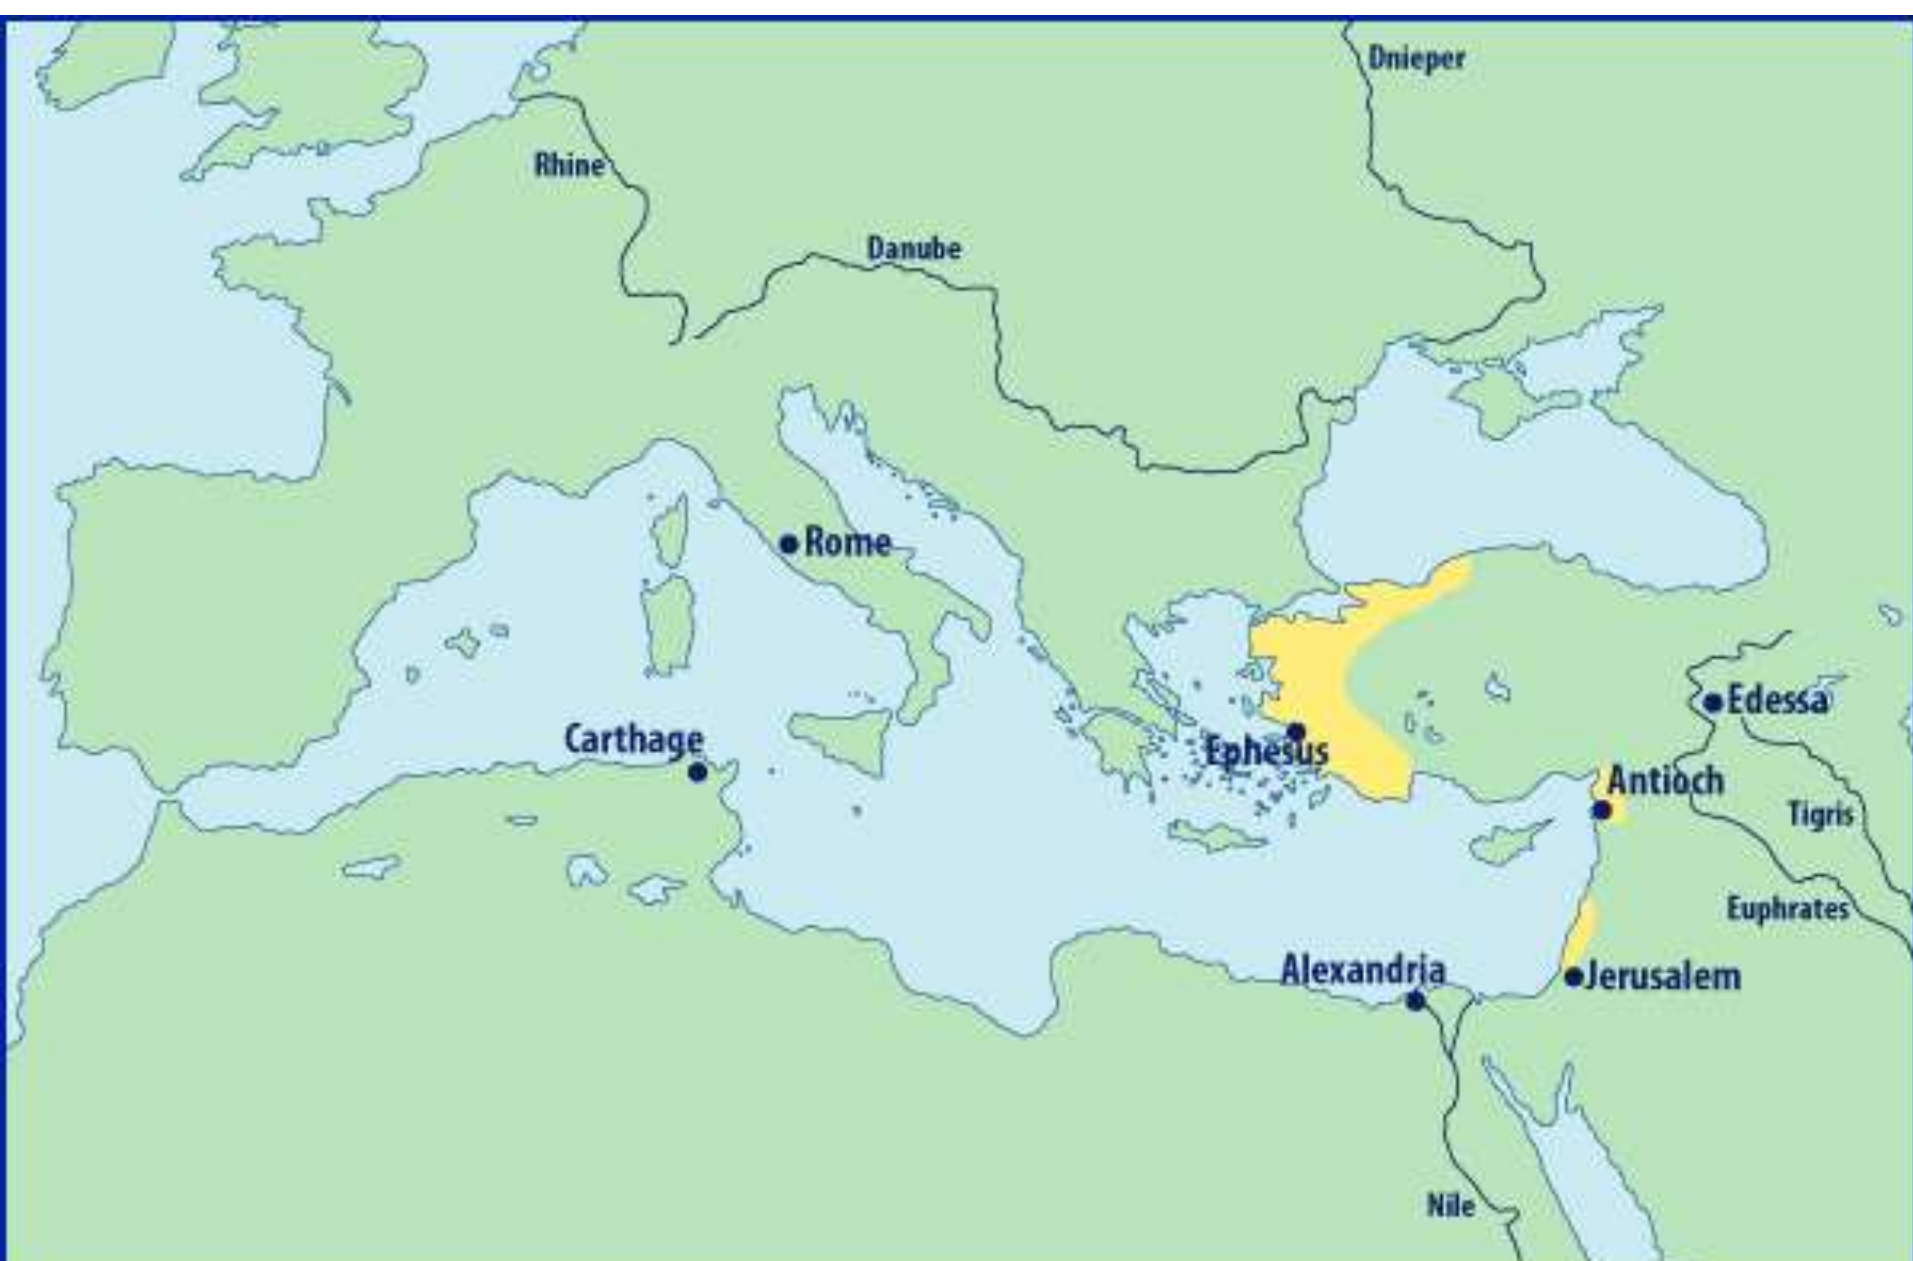 Dnieper
Rhine
Danube
Rome
Edessa
Carthage
Ephesus
Antioch
Tigris
Euphrates
Alexandria
Jerusalem
Nile